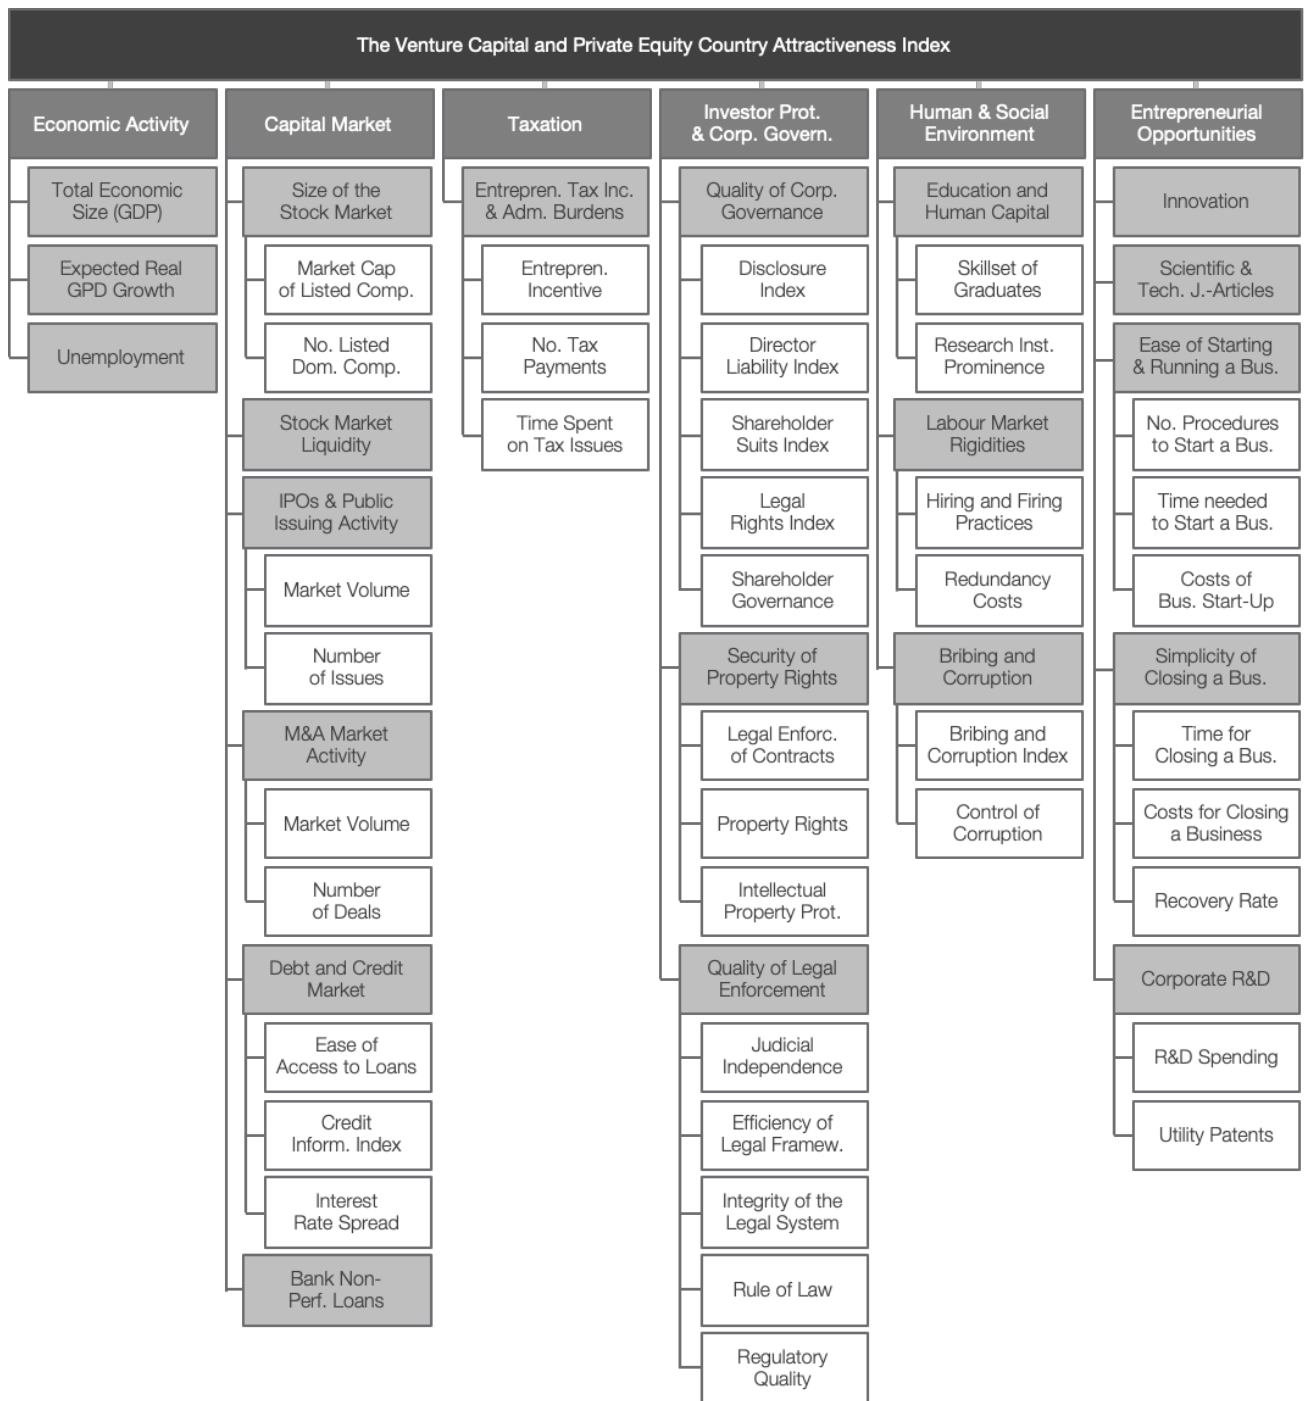 The Venture Capital and Private Equity Country Attractiveness Index
Economic Activity
Total Economic
Size (GDP)
Expected Real
GPD Growth
Unemployment
Capital Market
Size of the
Stock Market
Market Cap
of Listed Comp.
No. Listed
Dom. Comp.
Stock Market
Liquidity
IPOs & Public
Issuing Activity
Market Volume
Number
of Issues
M&A Market
Activity
Market Volume
Number
of Deals
Debt and Credit
Market
Ease of
Access to Loans
Credit
Inform. Index
Interest
Rate Spread
Bank Non-
Perf. Loans
Taxation
Entrepren. Tax Inc.
& Adm. Burdens
Entrepren.
Incentive
No. Tax
Payments
Time Spent
on Tax Issues
Investor Prot.
& Corp. Govern.
Quality of Corp.
Governance
Disclosure
Index
Director
Liability Index
Shareholder
Suits Index
Legal
Rights Index
Shareholder
Governance
Security of
Property Rights
Legal Enforc.
of Contracts
Property Rights
Intellectual
Property Prot.
Quality of Legal
Enforcement
Judicial
Independence
Efficiency of
Legal Framew.
Integrity of the
Legal System
Rule of Law
Regulatory
Quality
Human & Social
Environment
Education and
Human Capital
Skillset of
Graduates
Research Inst.
Prominence
Labour Market
Rigidities
Hiring and Firing
Practices
Redundancy
Costs
Bribing and
Corruption
Bribing and
Corruption Index
Control of
Corruption
Entrepreneurial
Opportunities
Innovation
Scientific &
Tech. J.-Articles
Ease of Starting
& Running a Bus.
No. Procedures
to Start a Bus.
Time needed
to Start a Bus.
Costs of
Bus. Start-Up
Simplicity of
Closing a Bus.
Time for
Closing a Bus.
Costs for Closing
a Business
Recovery Rate
Corporate R&D
R&D Spending
Utility Patents